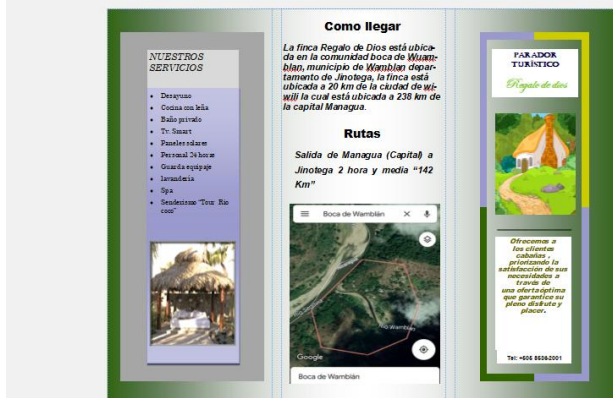 NUESTROS
SERVICIOS
Desayuno
Cocina con leña
Baño privado
Tv. Smart
Paneles solares
Personal 24 horas
Guarda equipaje
lavandería
Spa
Senderismo "Tour Rio
coco"
Como llegar
La finca Regalo de Dios está ubica-
da en la comunidad boca de Wuam-
blan, municipio de Wamblan depar-
tamento de Jinotega, la finca está
ubicada a 20 km de la ciudad de wi-
wili la cual está ubicada a 238 km de
la capital Managua.
Rutas
Salida de Managua (Capital) a
Jinotega 2 hora y media "142
Km"
Boca de Wamblán
Río Wamblán
Google
Boca de Wamblán
PARADOR
TURÍSTICO
Regalo de dios
Ofrecemos a
los clientes
cabañas ,
priorizando la
satisfacción de sus
necesidades a
través de
una oferta óptima
que garantice su
pleno disfrute y
placer.
Tel: +505 8636-2001